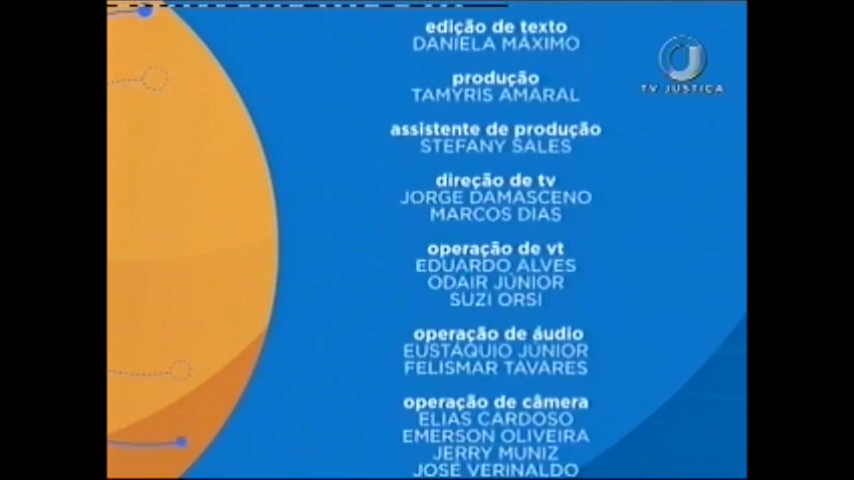 edição de texto
DANIELA MÁXIMO
produção
TAMYRIS AMARAL
assistente de produção
STEFANY SALES
direção de tv
JORGE DAMASCENO
MARCOS DIAS
operação de vt
EDUARDO ALVES
ODAIR JÚNIOR
SUZI ORSI
operação de áudio
EUSTÁQUIO JÚNIOR
FELISMAR TAVARES
operação de câmera
ELIAS CARDOSO
EMERSON OLIVEIRA
JERRY MUNIZ
JOSÉ VERINALDO
J
TV JUSTIÇA